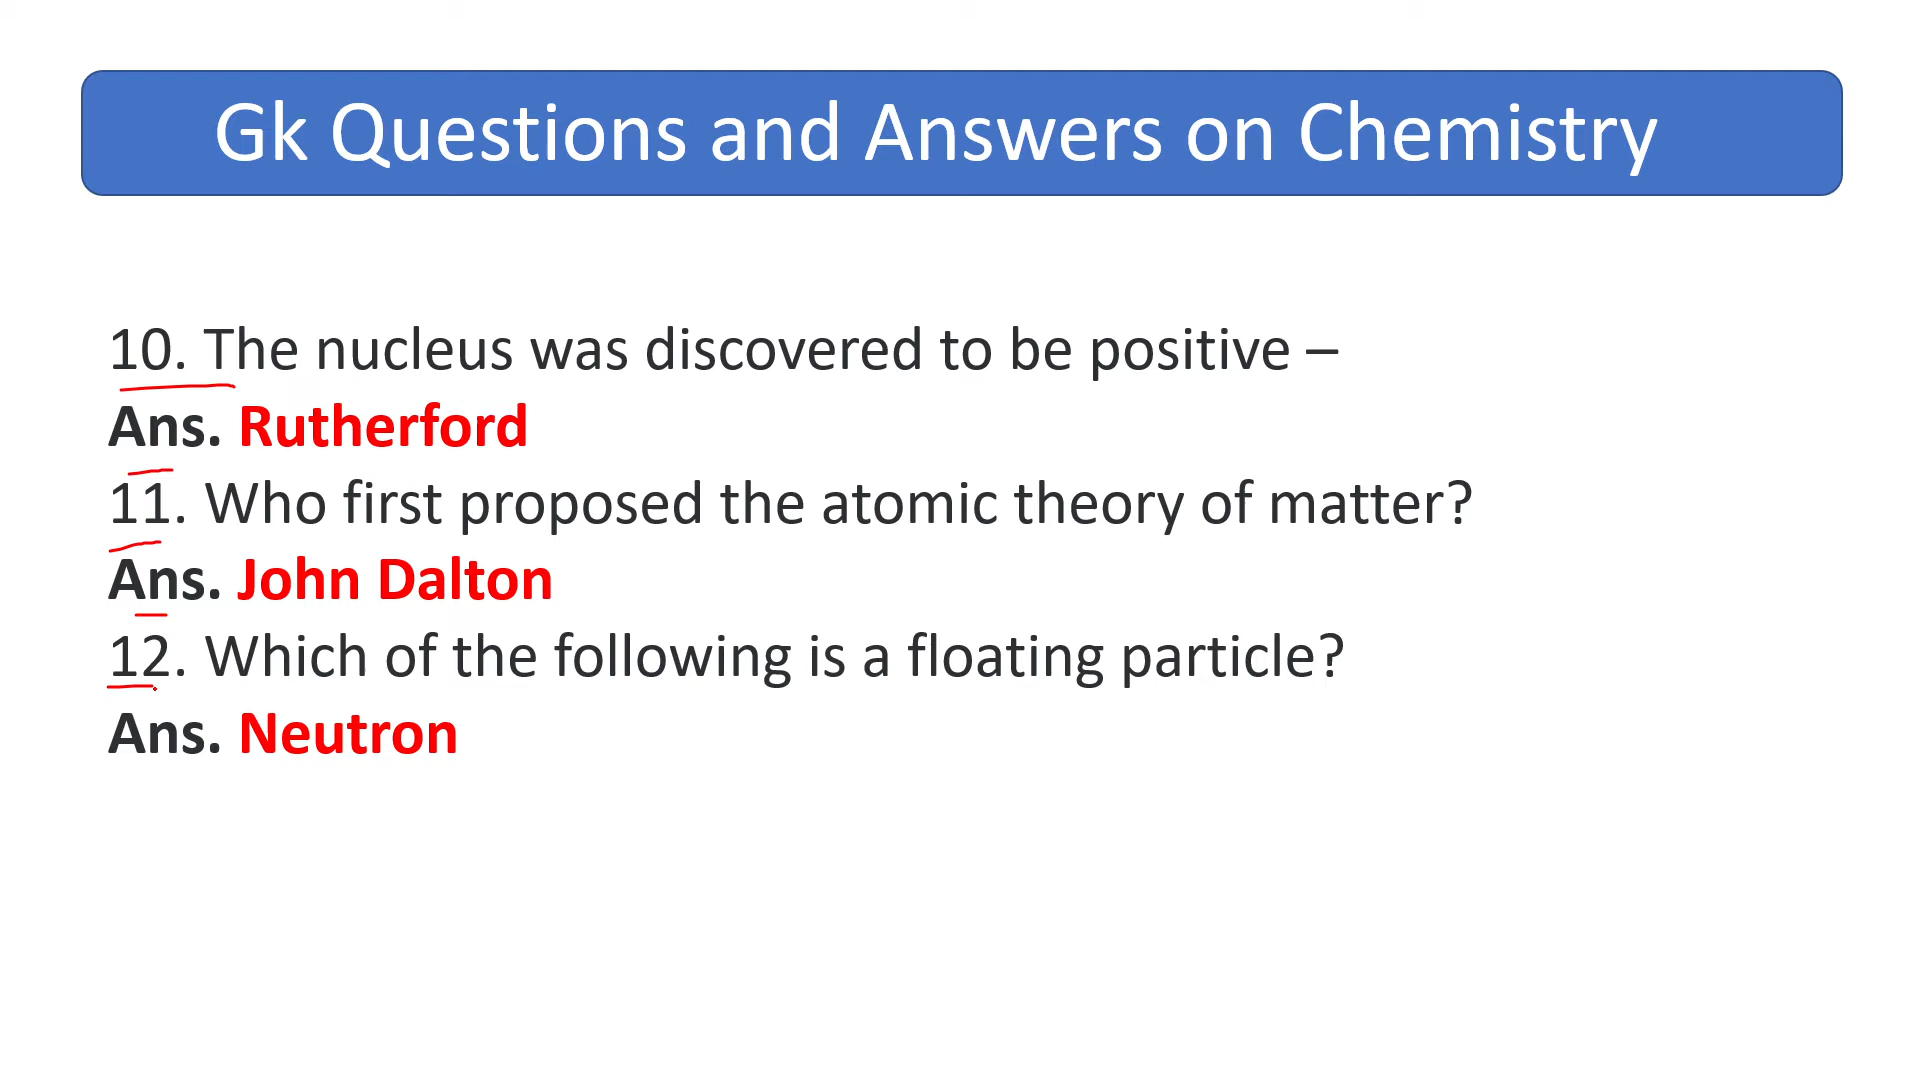 Gk Questions and Answers on Chemistry
10. The nucleus was discovered to be positive –
Ans. Rutherford
11. Who first proposed the atomic theory of matter?
Ans. John Dalton
12. Which of the following is a floating particle?
Ans. Neutron